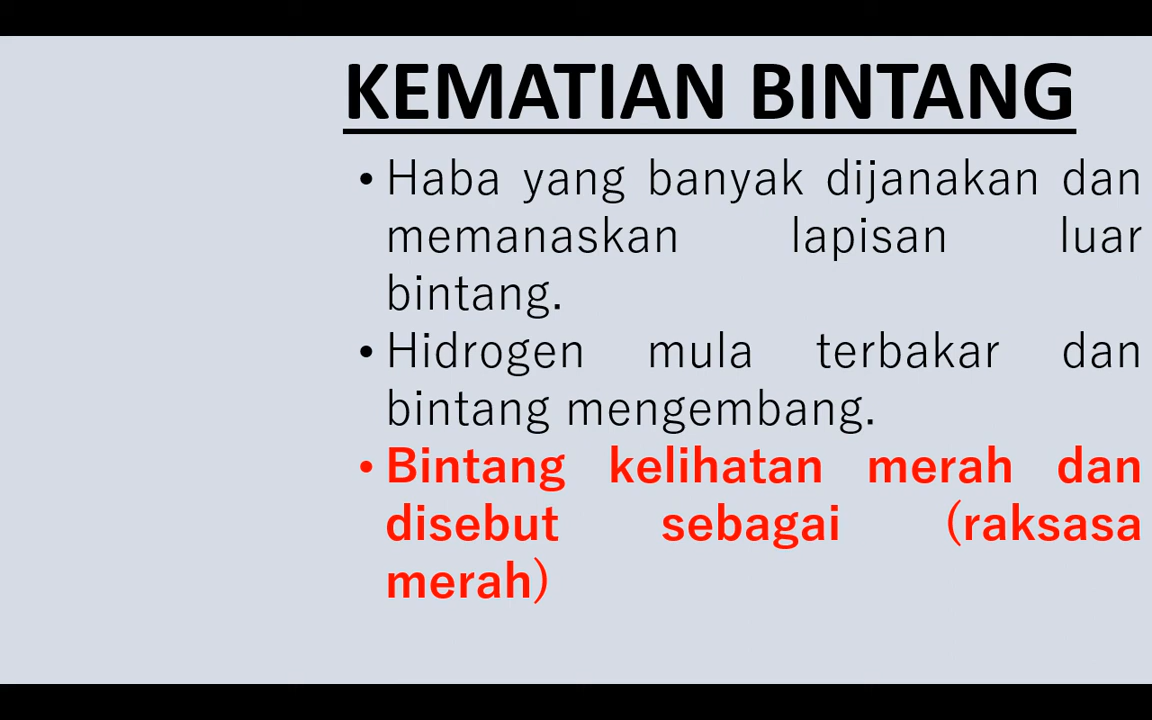 KEMATIAN BINTANG
• Haba yang banyak dijanakan dan
memanaskan lapisan luar
bintang.
• Hidrogen mula terbakar dan
bintang mengembang.
• Bintang kelihatan merah dan
disebut sebagai (raksasa
merah)